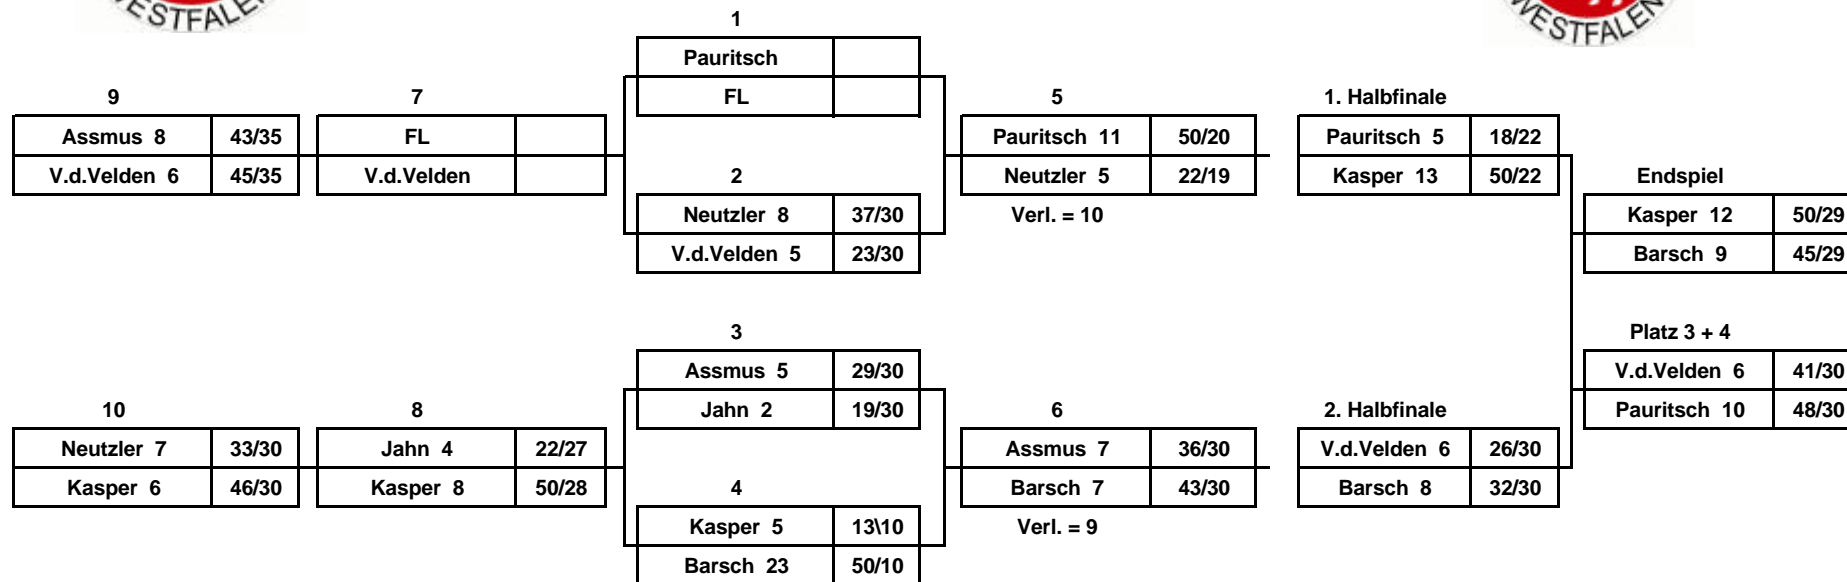 WESTFALEN
WESTFALEN
1
Pauritsch
FL
9
Assmus 8 43/35
V.d.Velden 6 45/35
7
FL
V.d.Velden
2
Neutzler 8 37/30
V.d.Velden 5 23/30
5
Pauritsch 11 50/20
Neutzler 5 22/19
Verl. = 10
1. Halbfinale
Pauritsch 5 18/22
Kasper 13 50/22
Endspiel
Kasper 12 50/29
Barsch 9 45/29
3
Assmus 5 29/30
Jahn 2 19/30
10
Neutzler 7 33/30
Kasper 6 46/30
8
Jahn 4 22/27
Kasper 8 50/28
4
Kasper 5 13\10
Barsch 23 50/10
6
Assmus 7 36/30
Barsch 7 43/30
Verl. = 9
2. Halbfinale
V.d.Velden 6 26/30
Barsch 8 32/30
Platz 3 + 4
V.d.Velden 6 41/30
Pauritsch 10 48/30